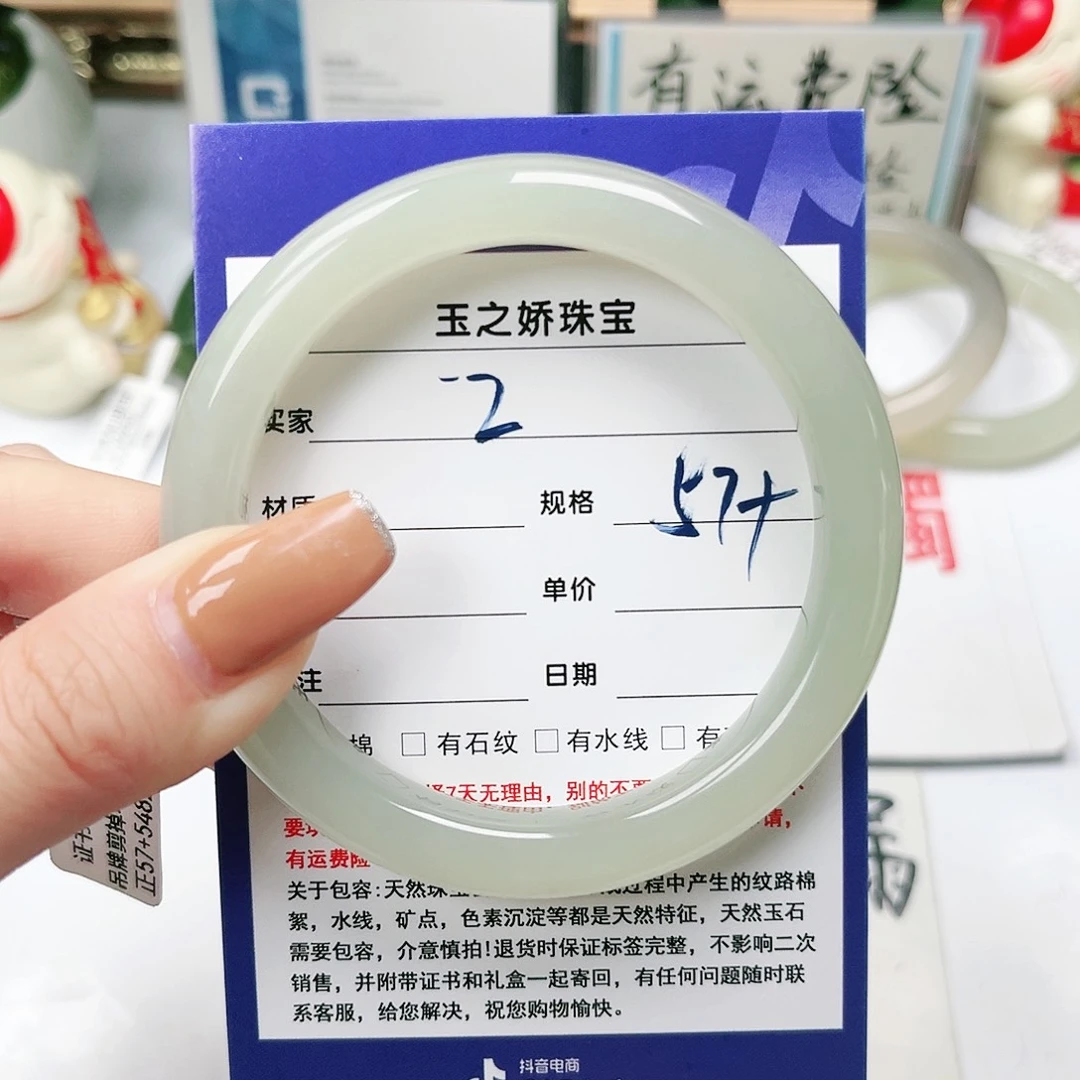 有运费险
玉之娇珠宝
买家 -2
材质
规格 57+
单价
注
日期
棉 □ 有石纹 □ 有水线 □ 有
7天无理由，别的不要
有运费险
关于包容：天然珠宝 过程中产生的纹路棉
絮，水线，矿点，色素沉淀等都是天然特征，天然玉石
需要包容，介意慎拍！退货时保证标签完整，不影响二次
销售，并附带证书和礼盒一起寄回，有任何问题随时联
系客服，给您解决，祝您购物愉快。
抖音电商
证书
吊牌剪掉
正57+548